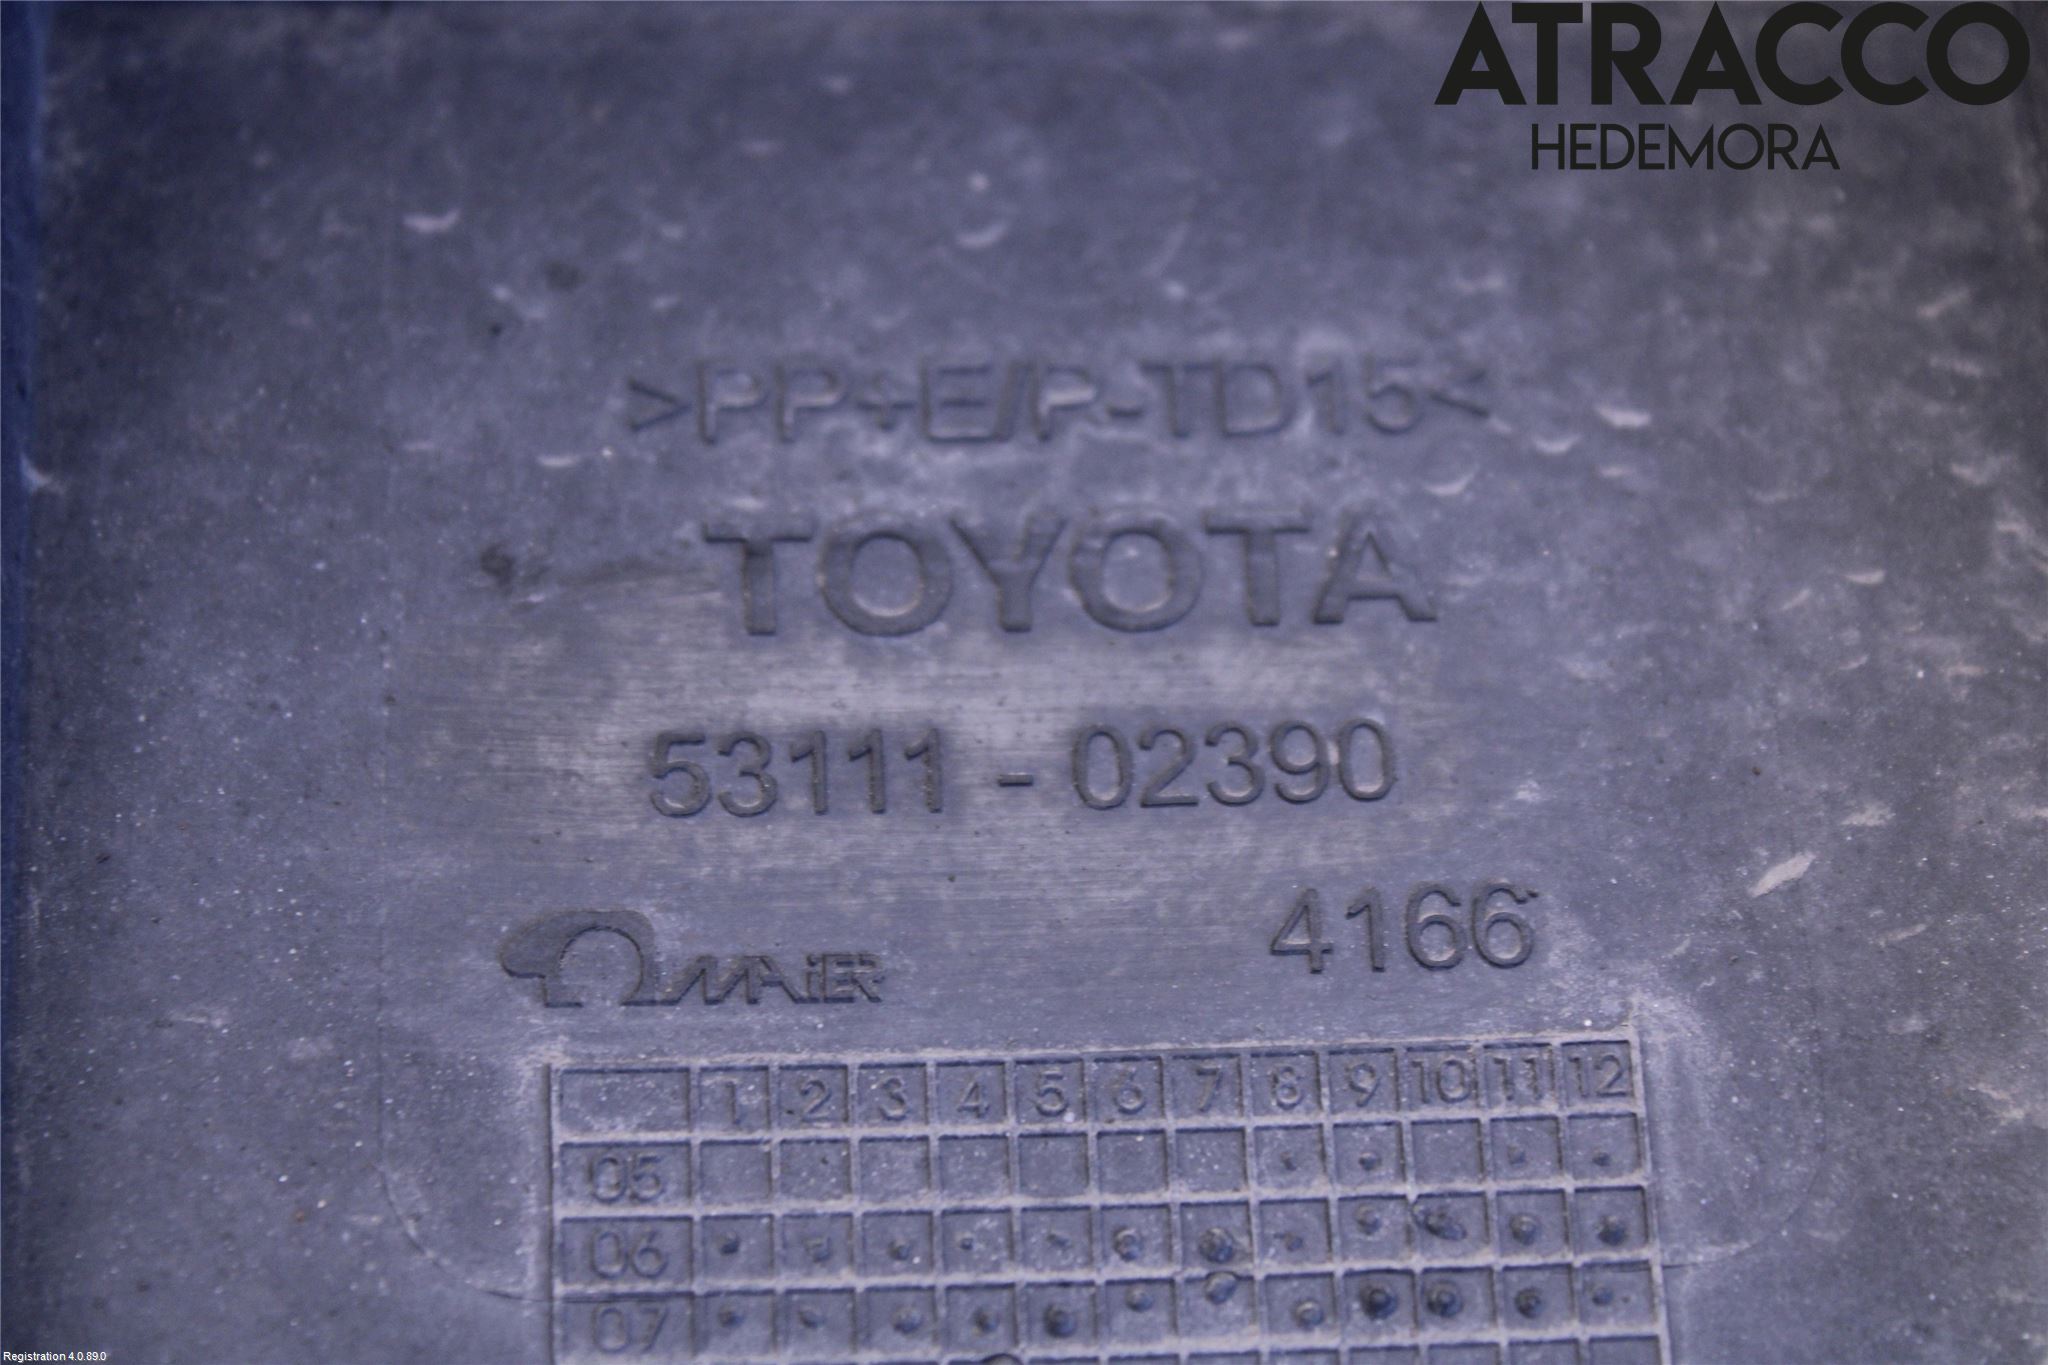 ATRACCO
HEDEMORA
>PP+E/P-TD15<
TOYOTA
53111-02390
4166
MAiER
1 2 3 4 5 6 7 8 9 10 11 12
05
06
07
Registration 4.0.89.0